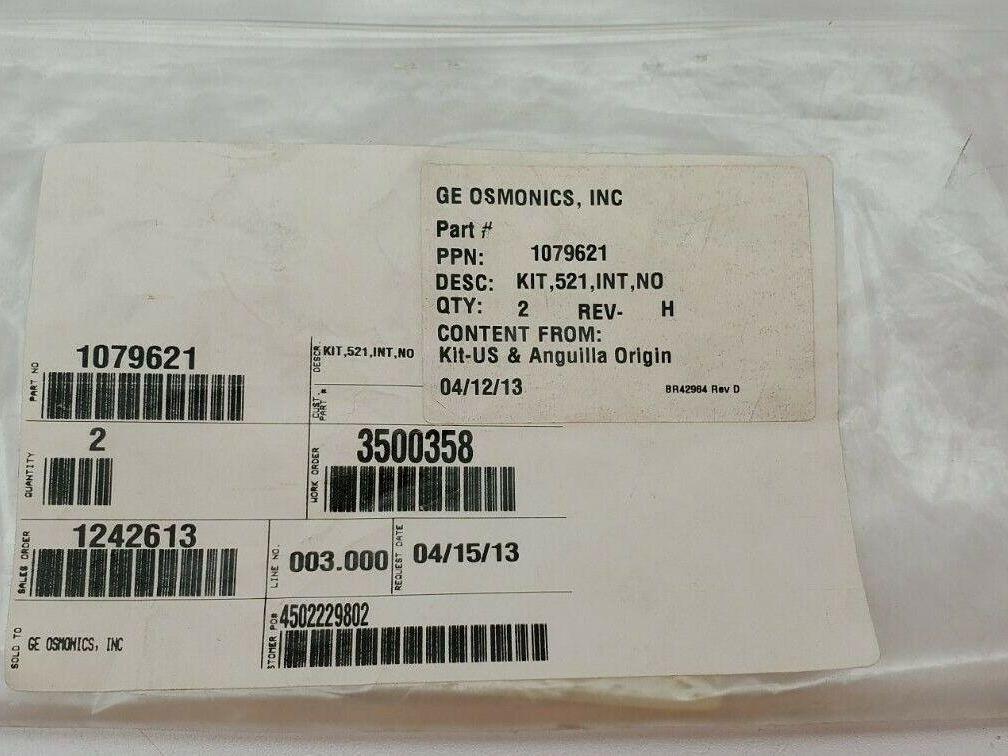 GE OSMONICS, INC
Part #
PPN: 1079621
DESC: KIT,521,INT,NO
QTY: 2 REV- H
CONTENT FROM:
Kit-US & Anguilla Origin
04/12/13 BR42984 Rev D
PART NO 1079621
DESCR. KIT,521,INT,NO
CUST PART #
QUANTITY 2
WORK ORDER 3500358
SALES ORDER 1242613
LINE NO. 003.000
REQUEST DATE 04/15/13
SOLD TO GE OSMONICS, INC
STOMER PO# 4502229802